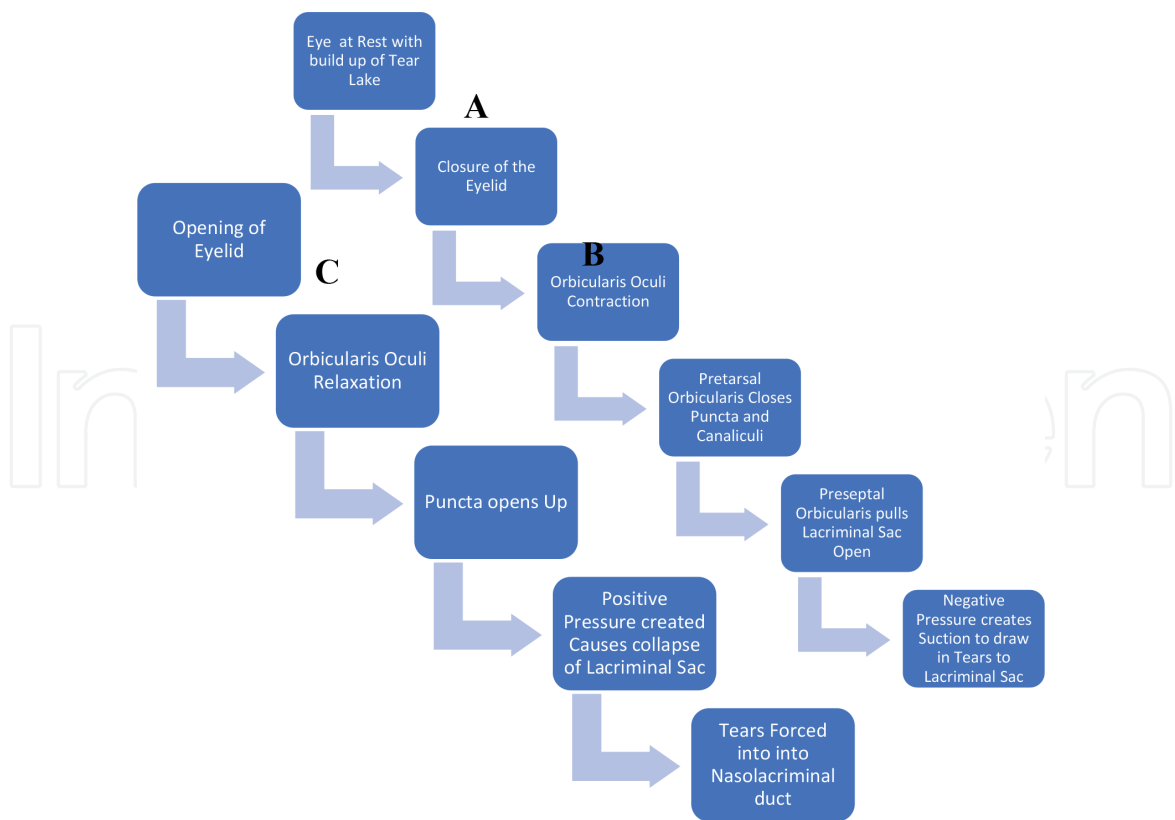 Eye at Rest with
build up of Tear
Lake
A
Closure of the
Eyelid
B
Orbicularis Oculi
Contraction
Pretarsal
Orbicularis Closes
Puncta and
Canaliculi
Preseptal
Orbicularis pulls
Lacriminal Sac
Open
Negative
Pressure creates
Suction to draw
in Tears to
Lacriminal Sac
Opening of
Eyelid
C
Orbicularis Oculi
Relaxation
Puncta opens Up
Positive
Pressure created
Causes collapse
of Lacriminal Sac
Tears Forced
into into
Nasolacriminal
duct
In
en